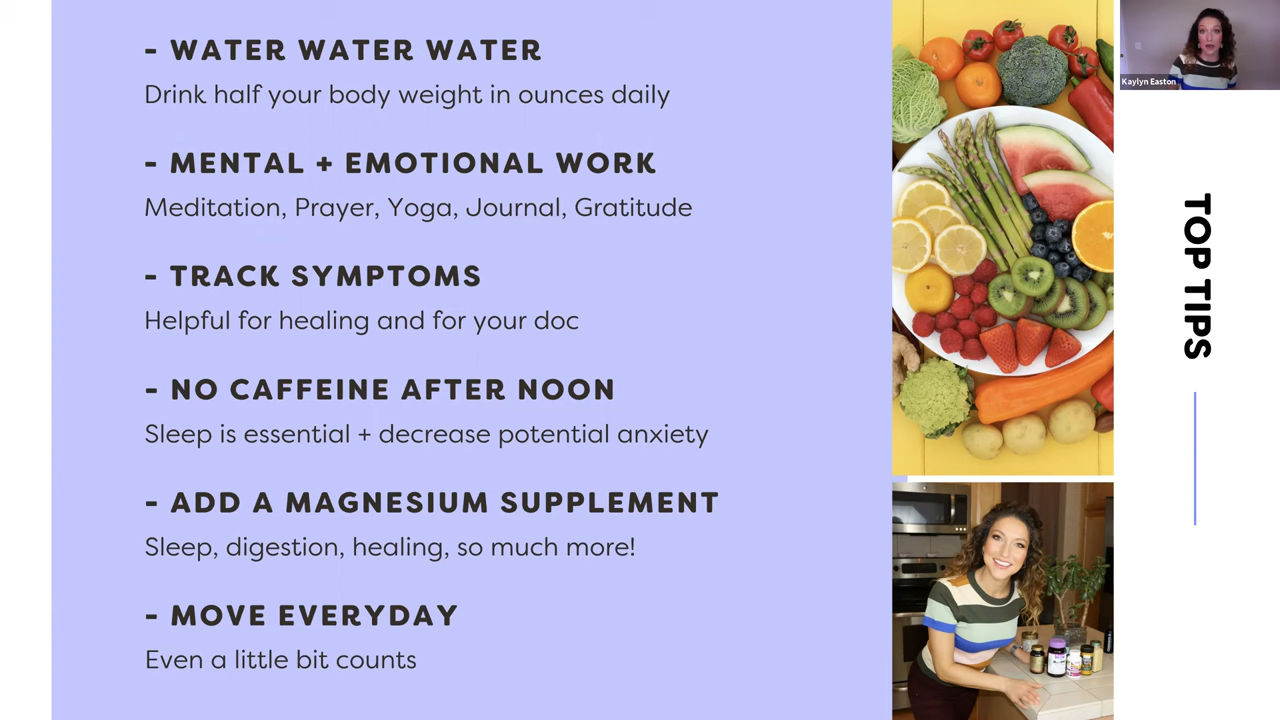 - WATER WATER WATER
Drink half your body weight in ounces daily
- MENTAL + EMOTIONAL WORK
Meditation, Prayer, Yoga, Journal, Gratitude
- TRACK SYMPTOMS
Helpful for healing and for your doc
- NO CAFFEINE AFTER NOON
Sleep is essential + decrease potential anxiety
- ADD A MAGNESIUM SUPPLEMENT
Sleep, digestion, healing, so much more!
- MOVE EVERYDAY
Even a little bit counts
Kaylyn Easton
TOP TIPS